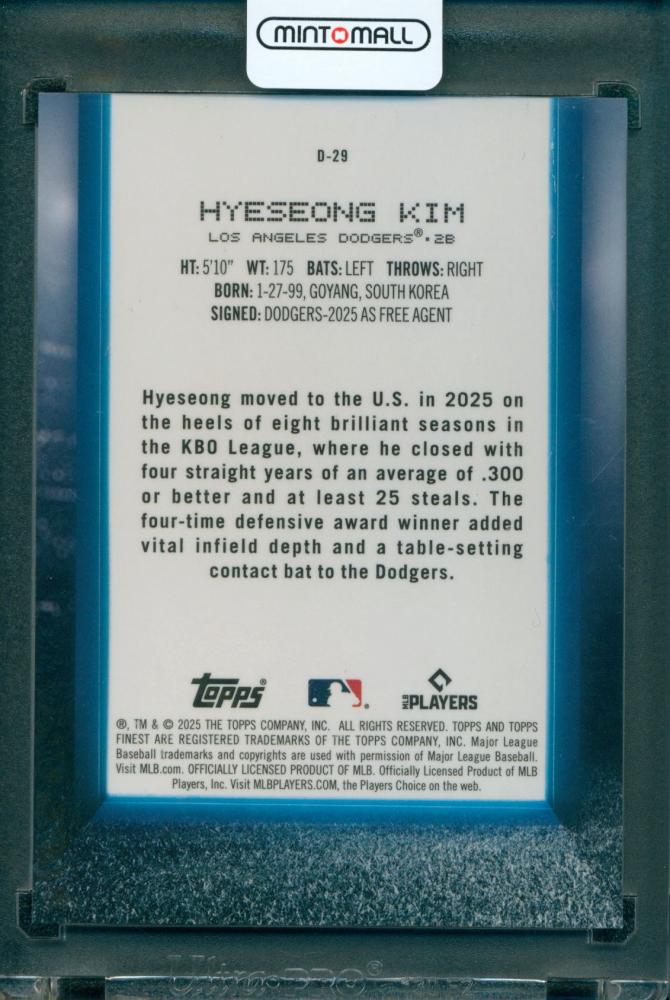 MINTOMALL
D-29
HYESEONG KIM
LOS ANGELES DODGERS®•2B
HT: 5'10" WT: 175 BATS: LEFT THROWS: RIGHT
BORN: 1-27-99, GOYANG, SOUTH KOREA
SIGNED: DODGERS-2025 AS FREE AGENT
Hyeseong moved to the U.S. in 2025 on
the heels of eight brilliant seasons in
the KBO League, where he closed with
four straight years of an average of .300
or better and at least 25 steals. The
four-time defensive award winner added
vital infield depth and a table-setting
contact bat to the Dodgers.
Topps®
MLB PLAYERS
®, TM & © 2025 THE TOPPS COMPANY, INC. ALL RIGHTS RESERVED. TOPPS AND TOPPS
FINEST ARE REGISTERED TRADEMARKS OF THE TOPPS COMPANY, INC. Major League
Baseball trademarks and copyrights are used with permission of Major League Baseball.
Visit MLB.com. OFFICIALLY LICENSED PRODUCT OF MLB. Officially Licensed Product of MLB
Players, Inc. Visit MLBPLAYERS.COM, the Players Choice on the web.
Ultra PRO®